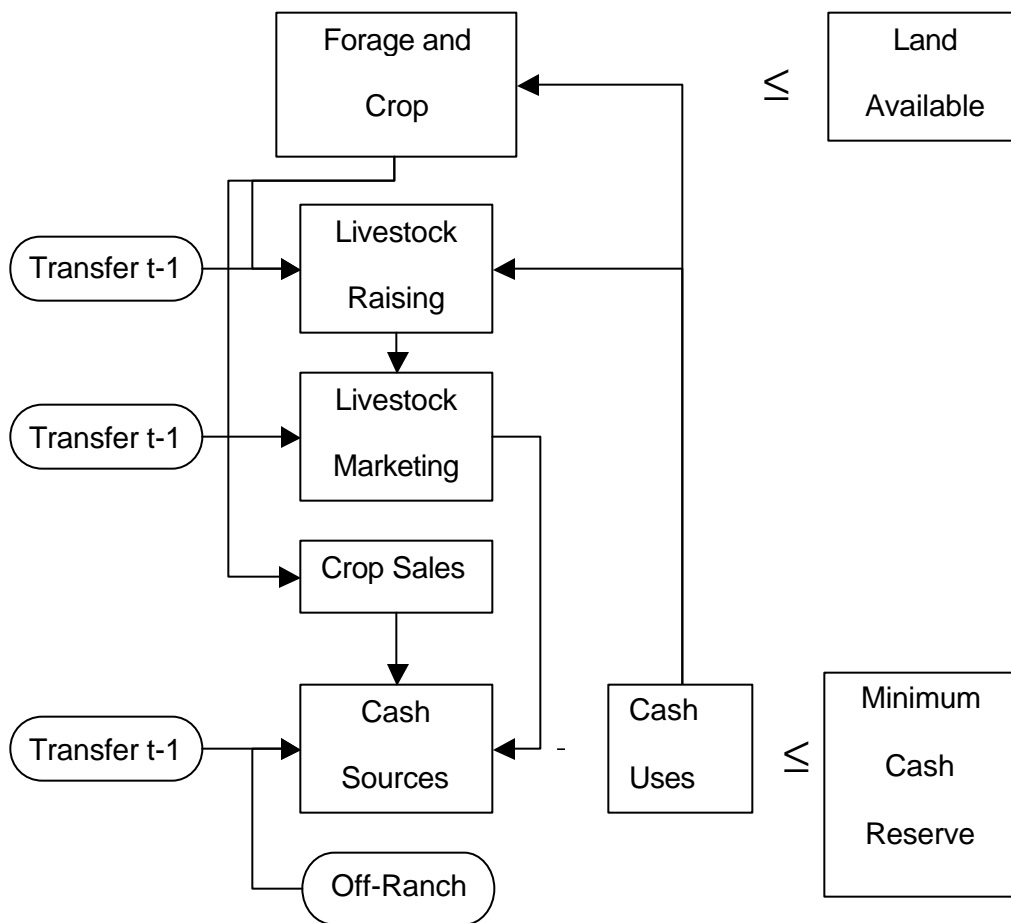 Forage and
Crop
≤
Land
Available
Transfer t-1
Livestock
Raising
Transfer t-1
Livestock
Marketing
Crop Sales
Transfer t-1
Cash
Sources
-
Cash
Uses
≤
Minimum
Cash
Reserve
Off-Ranch